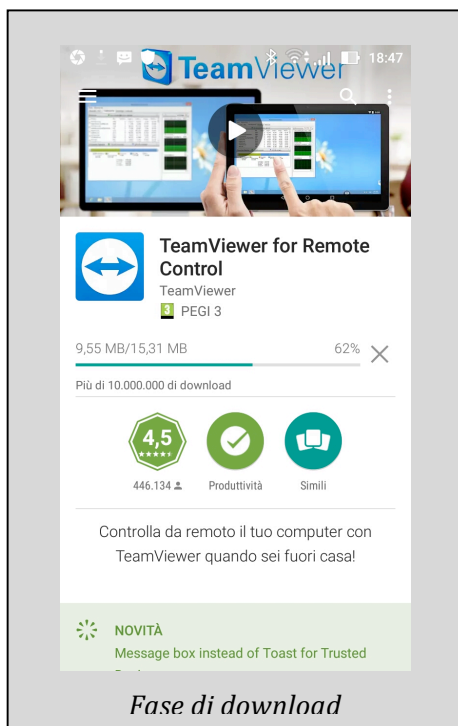 TeamViewer
18:47
TeamViewer for Remote
Control
TeamViewer
3 PEGI 3
9,55 MB/15,31 MB 62%
Più di 10.000.000 di download
4,5
446.134 Produttività Simili
Controlla da remoto il tuo computer con
TeamViewer quando sei fuori casa!
NOVITÀ
Message box instead of Toast for Trusted
Fase di download